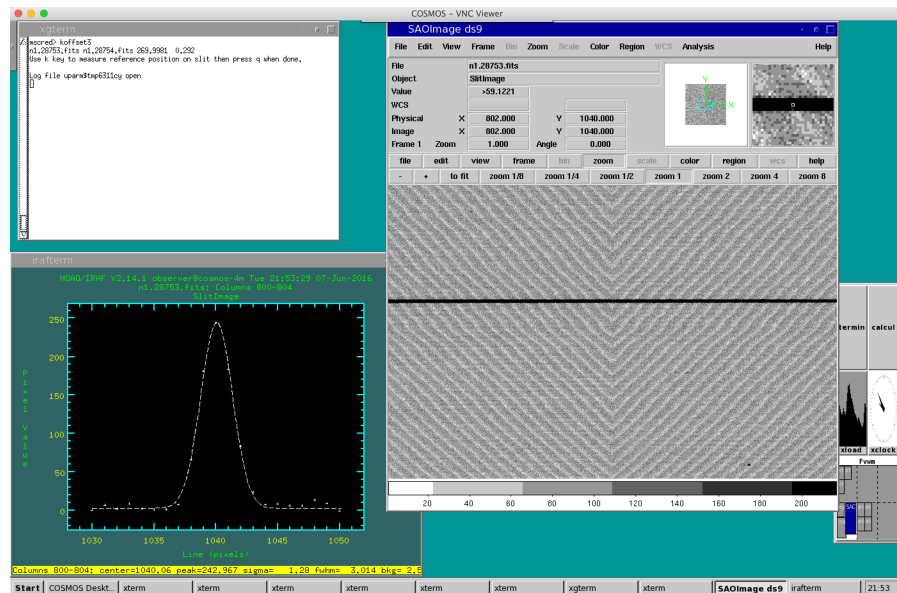 COSMOS - VNC Viewer
xgterm
mscred> koffset3
n1.28753.fits n1.28754.fits 269.9981  0.292
Use k key to measure reference position on slit then press q when done.
Log file uparm$tmp6311cy open
SAOImage ds9
File Edit View Frame Bin Zoom Scale Color Region WCS Analysis Help
File n1.28753.fits
Object SlitImage
Value >59.1221
WCS
Physical X 802.000 Y 1040.000
Image X 802.000 Y 1040.000
Frame 1 Zoom 1.000 Angle 0.000
Y
X
file edit view frame bin zoom scale color region wcs help
- + to fit zoom 1/8 zoom 1/4 zoom 1/2 zoom 1 zoom 2 zoom 4 zoom 8
20 40 60 80 100 120 140 160 180 200
irafterm
NOAO/IRAF V2.14.1 observer@cosmos-4m Tue 21:53:29 07-Jun-2016
n1.28753.fits: Columns 800-804
SlitImage
250
200
150
100
50
0
Pixel Value
1030 1035 1040 1045 1050
Line (pixels)
Columns 800-804: center=1040.06 peak=242.967 sigma= 1.28 fwhm= 3.014 bkg= 2.5
termin calcul
xload xclock
Fvwm
SAC
Start COSMOS Deskt... xterm xterm xterm xterm xterm xterm xgterm xterm SAOImage ds9 irafterm 21:53